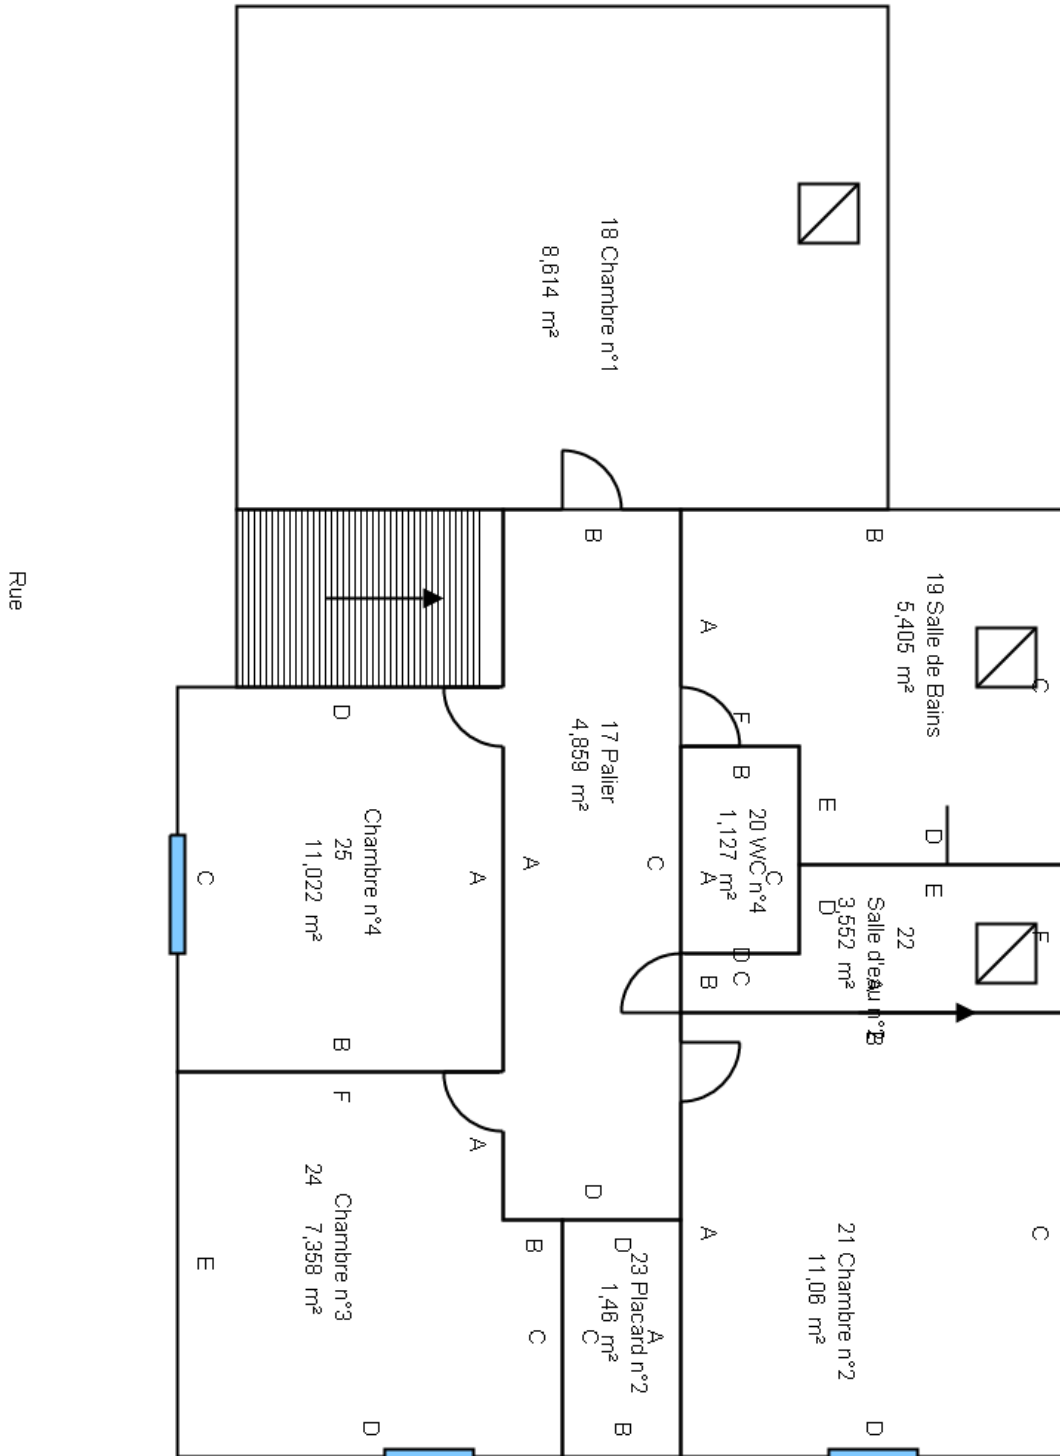 Rue
18 Chambre n°1
8,614 m²
B
B
A
19 Salle de Bains
5,405 m²
C
F
E
D
17 Palier
4,859 m²
A
C
D
B
20 WC n°4
1,127 m²
A
C
D
22
Salle d'eau n°2
3,552 m²
E
F
D
A
B
C
B
D
Chambre n°4
25
11,022 m²
A
C
B
F
A
Chambre n°3
24 7,358 m²
E
B
C
D
23 Placard n°2
1,46 m²
D
A
C
B
21 Chambre n°2
11,06 m²
A
C
D